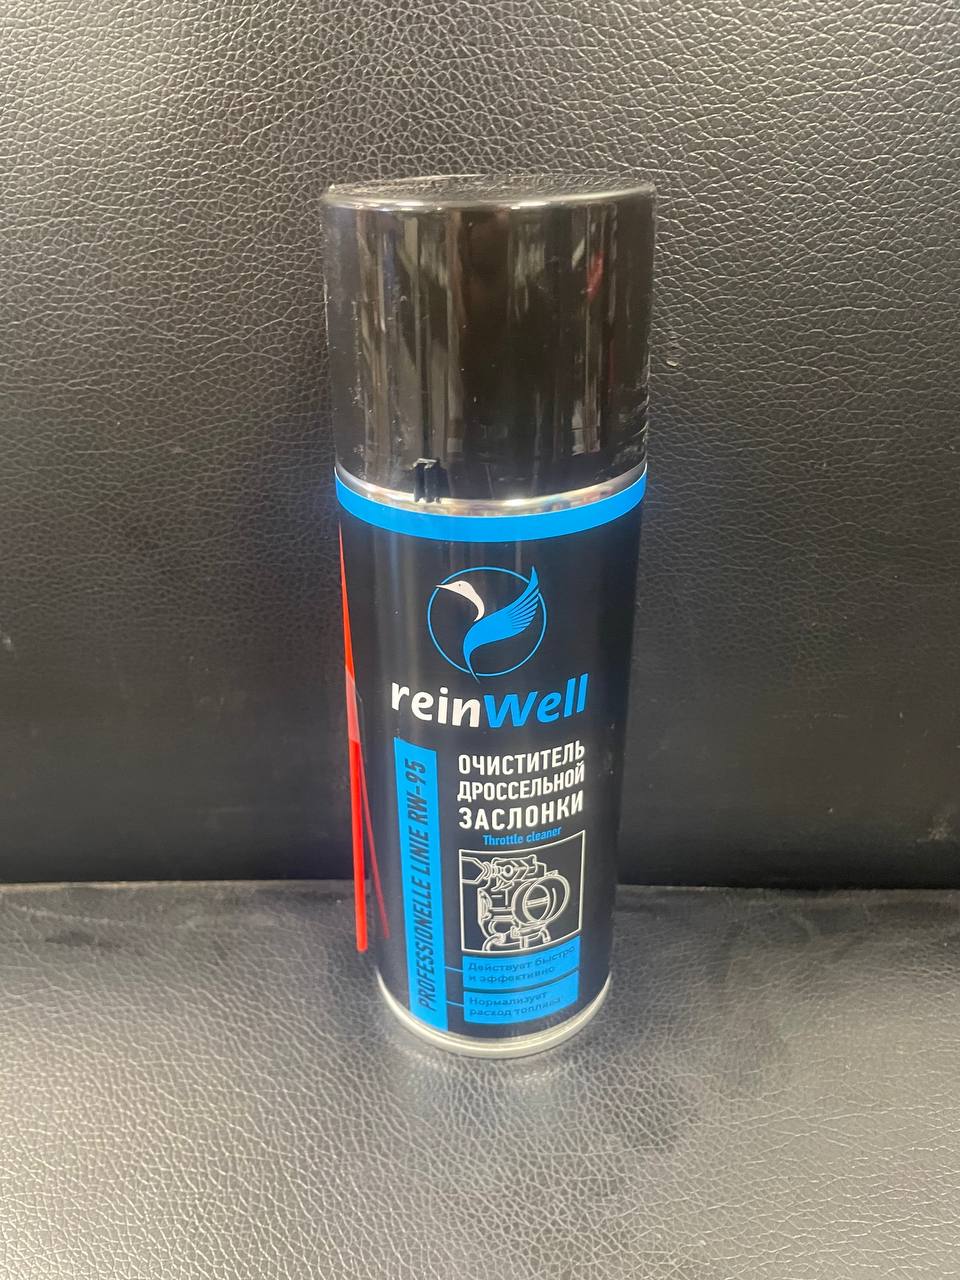 reinWell
PROFESSIONELLE LINIE RW-95
ОЧИСТИТЕЛЬ
ДРОССЕЛЬНОЙ
ЗАСЛОНКИ
Throttle cleaner
Действует быстро
и эффективно
Нормализует
расход топлива